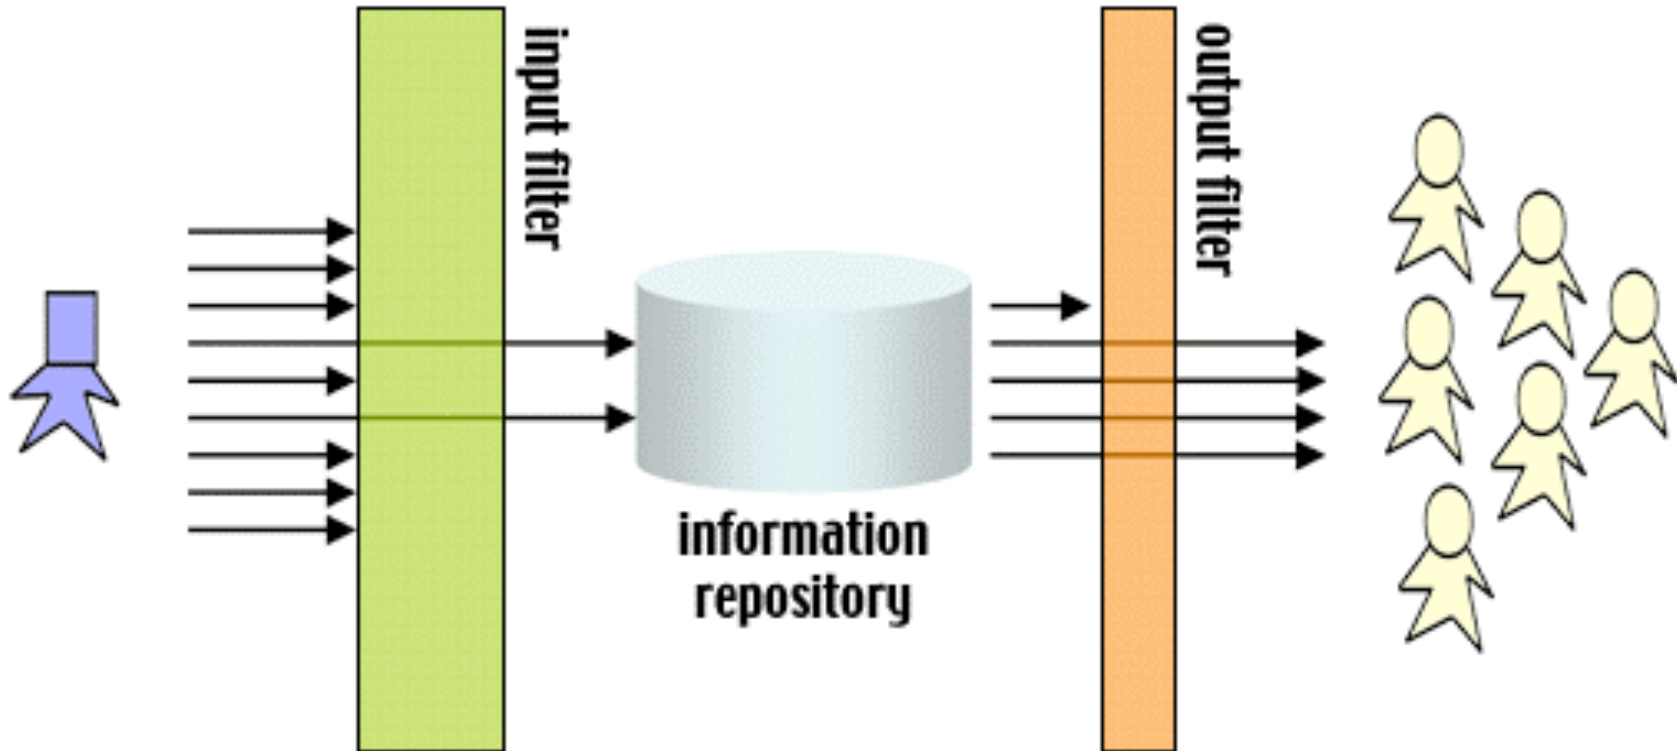 input filter
information
repository
output filter